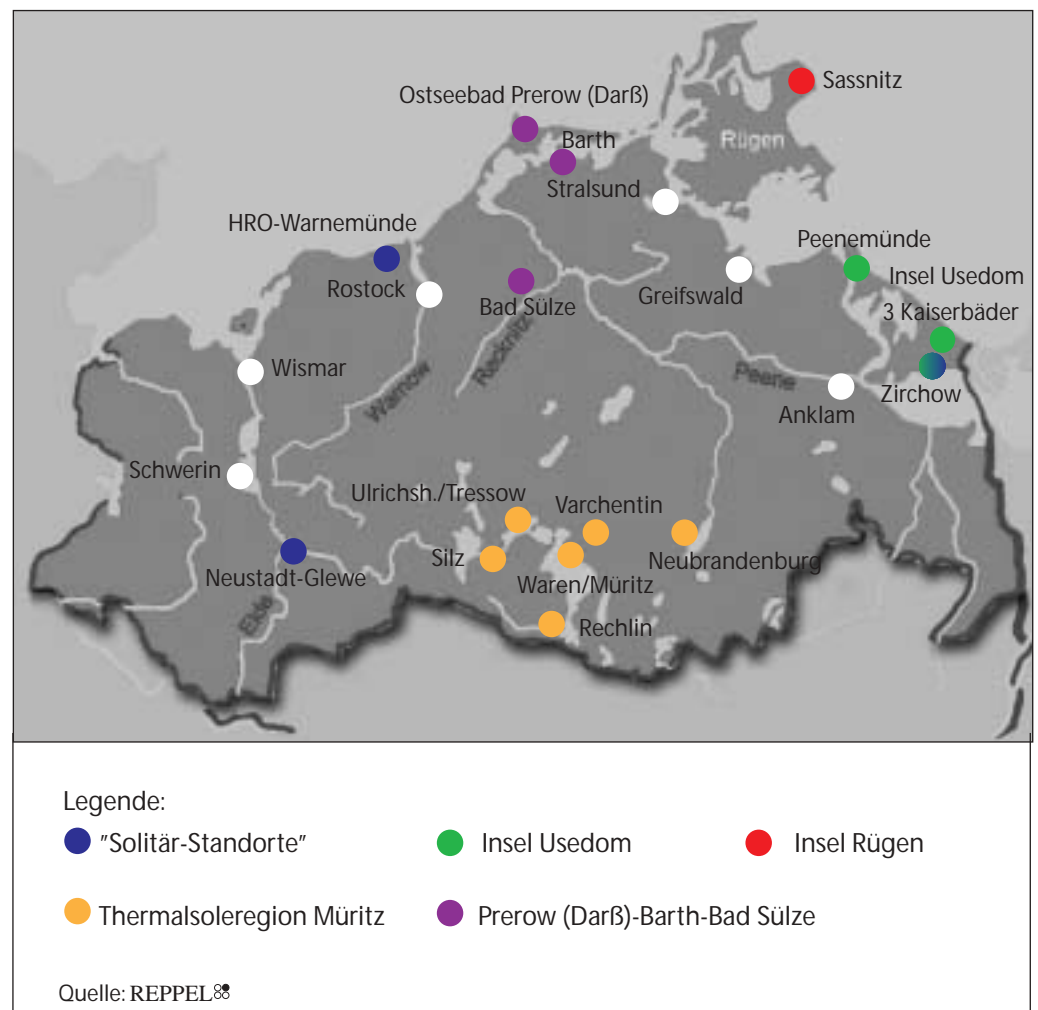 Sassnitz
Ostseebad Prerow (Darß)
Barth
Rügen
Stralsund
HRO-Warnemünde
Peenemünde
Rostock
Bad Sülze
Greifswald
Insel Usedom
3 Kaiserbäder
Recknitz
Wismar
Warnow
Peene
Zirchow
Anklam
Schwerin
Ulrichsh./Tressow
Varchentin
Silz
Neubrandenburg
Neustadt-Glewe
Waren/Müritz
Elde
Rechlin
Legende:
"Solitär-Standorte"
Insel Usedom
Insel Rügen
Thermalsoleregion Müritz
Prerow (Darß)-Barth-Bad Sülze
Quelle: REPPEL